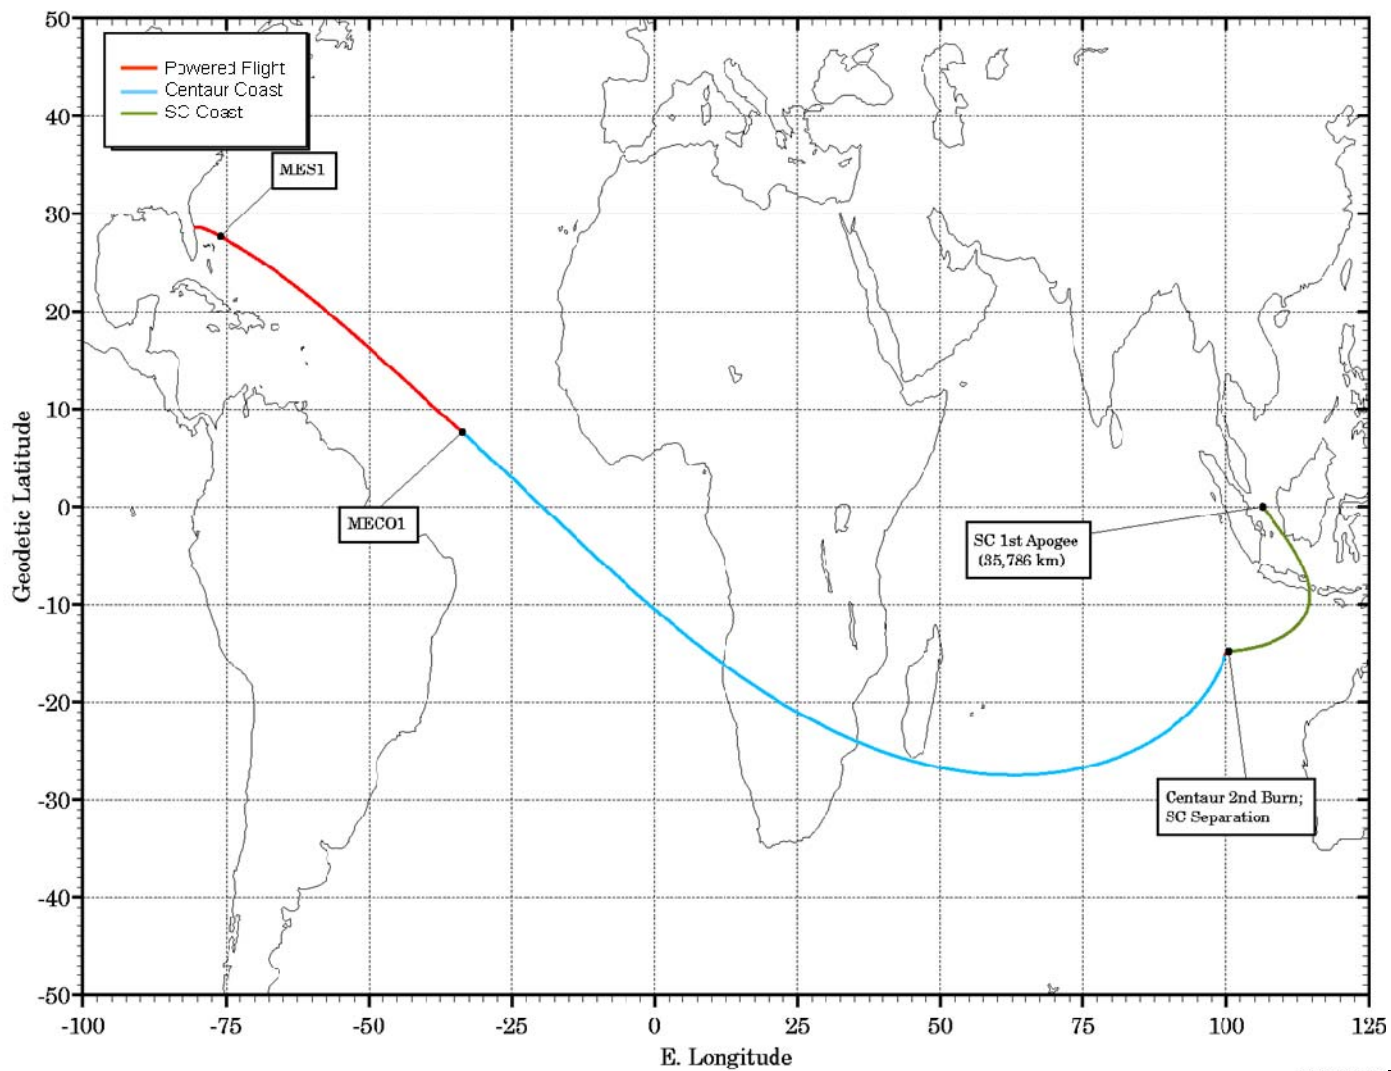 50
40
30
20
10
0
-10
-20
-30
-40
-50
Geodetic Latitude
Powered Flight
Centaur Coast
SC Coast
MES1
MECO1
SC 1st Apogee
(35,786 km)
Centaur 2nd Burn;
SC Separation
-100 -75 -50 -25 0 25 50 75 100 125
E. Longitude